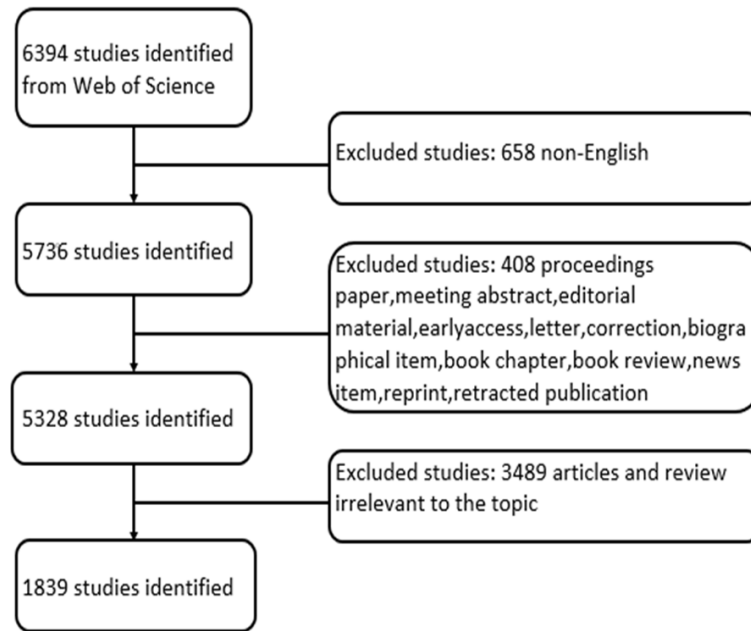 6394 studies identified
from Web of Science
Excluded studies: 658 non-English
5736 studies identified
Excluded studies: 408 proceedings
paper,meeting abstract,editorial
material,earlyaccess,letter,correction,biogra
phical item,book chapter,book review,news
item,reprint,retracted publication
5328 studies identified
Excluded studies: 3489 articles and review
irrelevant to the topic
1839 studies identified